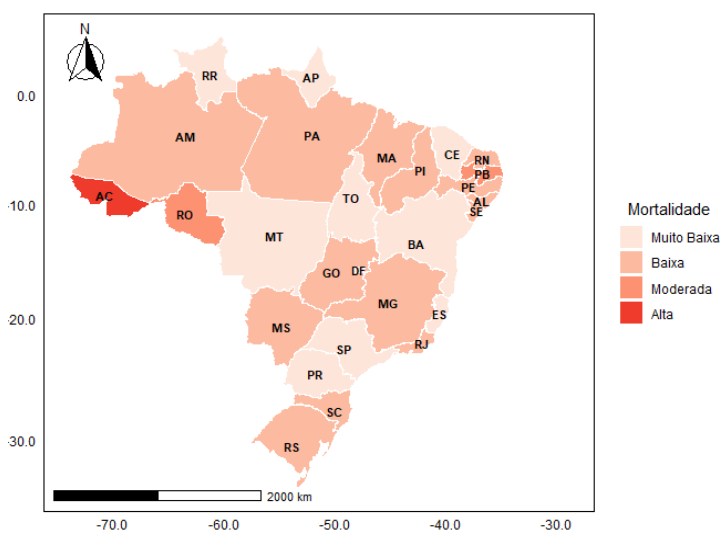 N
RR
AP
0.0
AM
PA
MA
CE
RN
PI
PB
PE
AC
TO
AL
-10.0
RO
SE
MT
BA
Mortalidade
Muito Baixa
GO
DF
Baixa
MG
Moderada
ES
Alta
-20.0
MS
SP
RJ
PR
SC
-30.0
RS
2000 km
-70.0 -60.0 -50.0 -40.0 -30.0